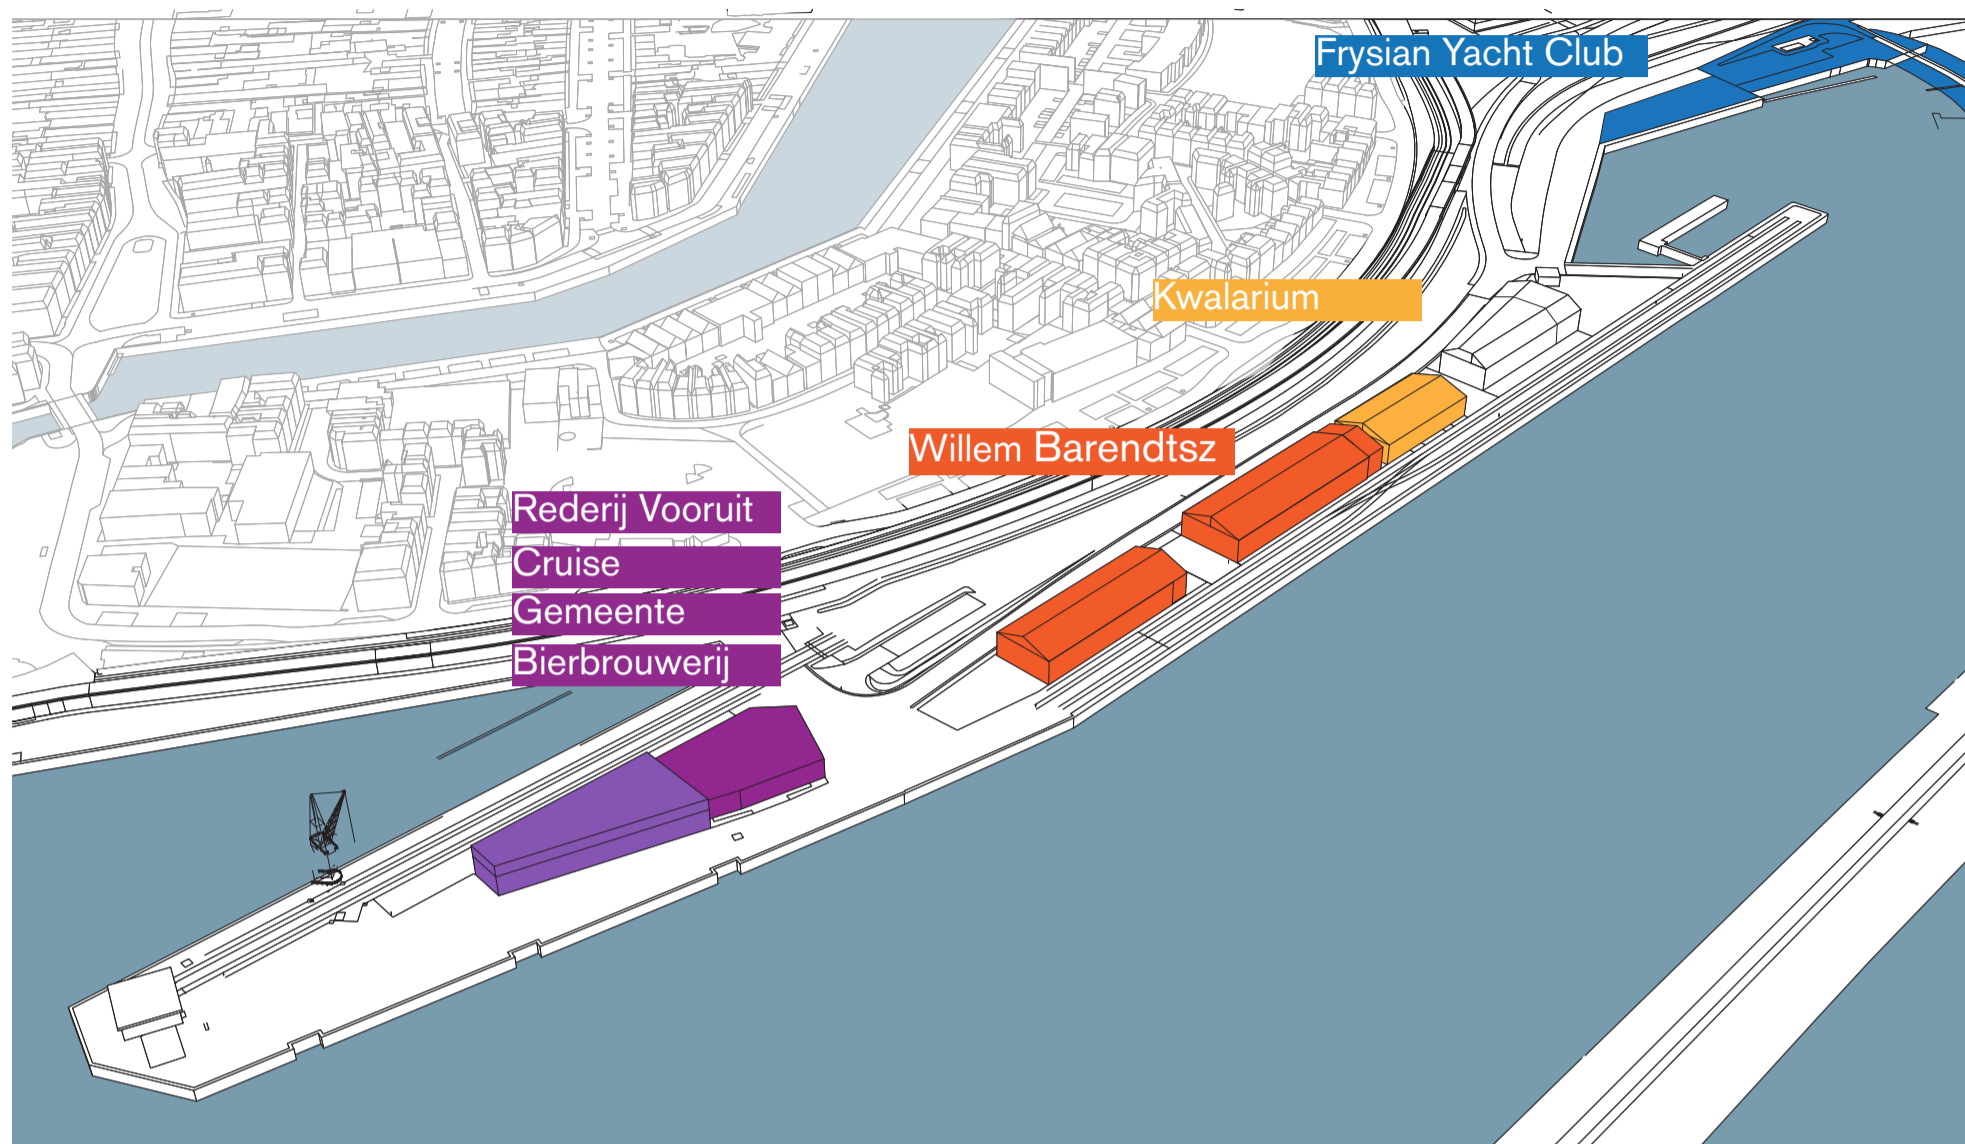 Frysian Yacht Club
Kwalarium
Willem Barendtsz
Rederij Vooruit
Cruise
Gemeente
Bierbrouwerij